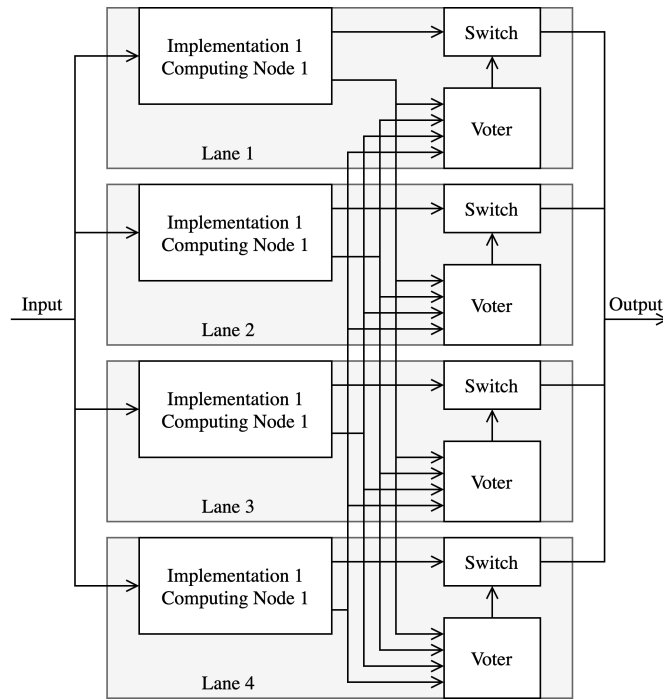 Implementation 1
Computing Node 1
Switch
Voter
Lane 1
Implementation 1
Computing Node 1
Switch
Voter
Lane 2
Input
Output
Implementation 1
Computing Node 1
Switch
Voter
Lane 3
Implementation 1
Computing Node 1
Switch
Voter
Lane 4